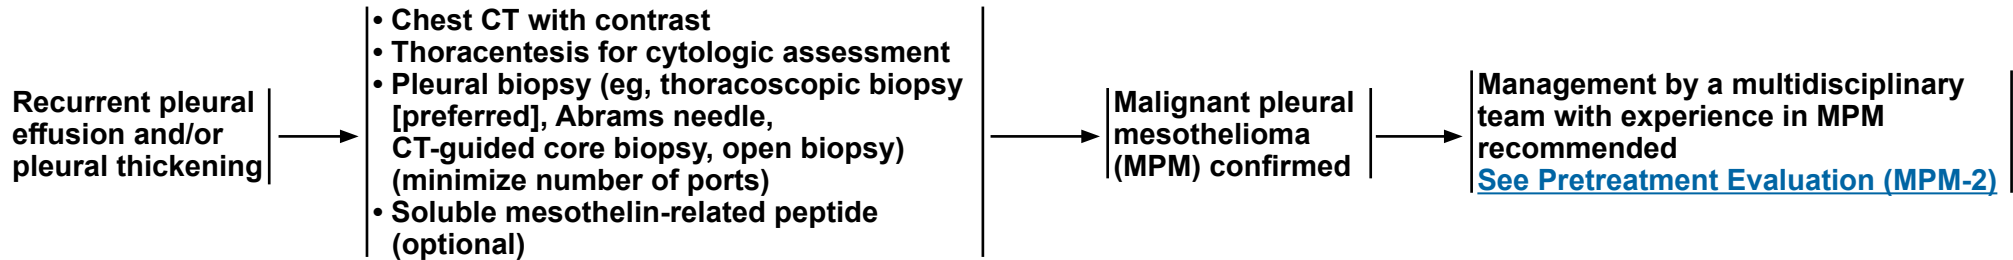 Recurrent pleural
effusion and/or
pleural thickening
• Chest CT with contrast
• Thoracentesis for cytologic assessment
• Pleural biopsy (eg, thoracoscopic biopsy
[preferred], Abrams needle,
CT-guided core biopsy, open biopsy)
(minimize number of ports)
• Soluble mesothelin-related peptide
(optional)
Malignant pleural
mesothelioma
(MPM) confirmed
Management by a multidisciplinary
team with experience in MPM
recommended
See Pretreatment Evaluation (MPM-2)